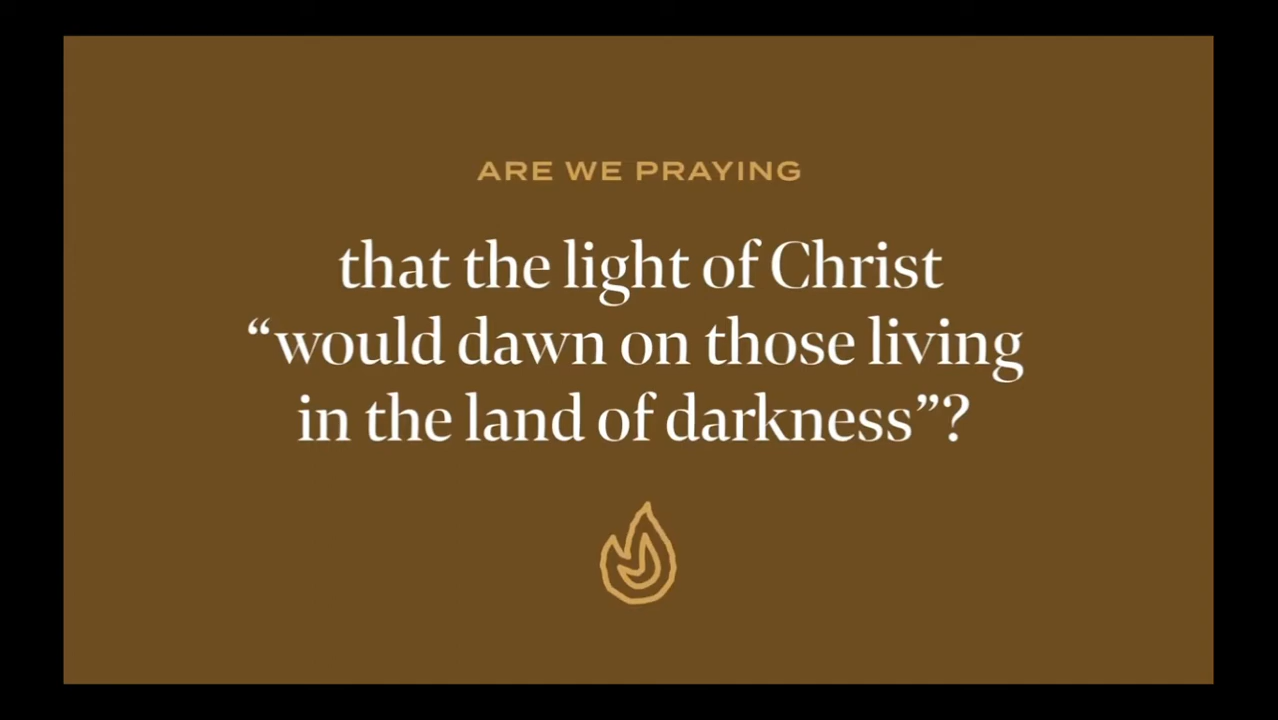 ARE WE PRAYING
that the light of Christ
“would dawn on those living
in the land of darkness”?